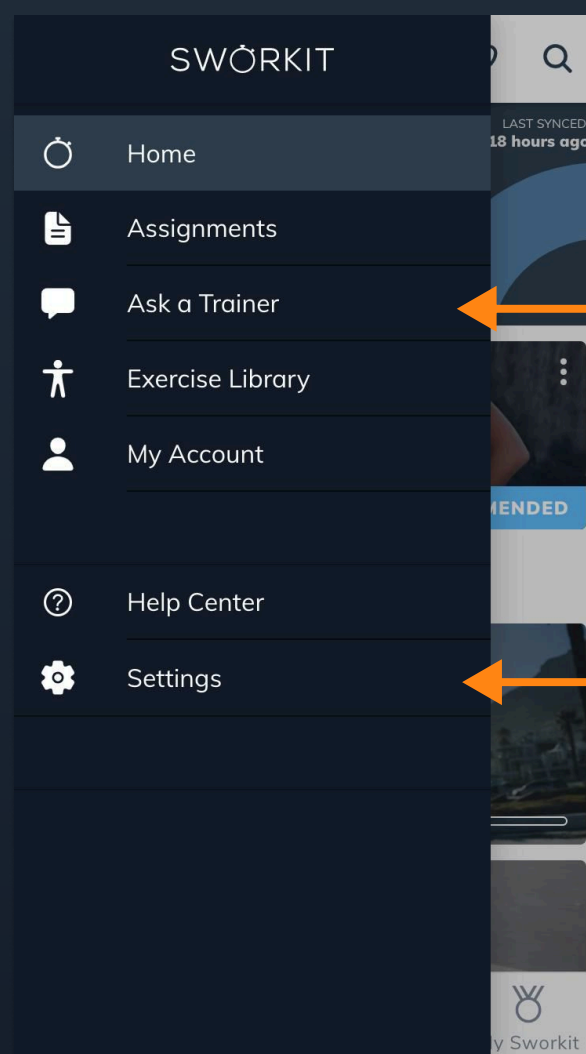 SWORKIT
LAST SYNCED
18 hours ago
Home
Assignments
Ask a Trainer
Exercise Library
My Account
MENDED
Help Center
Settings
y Sworkit